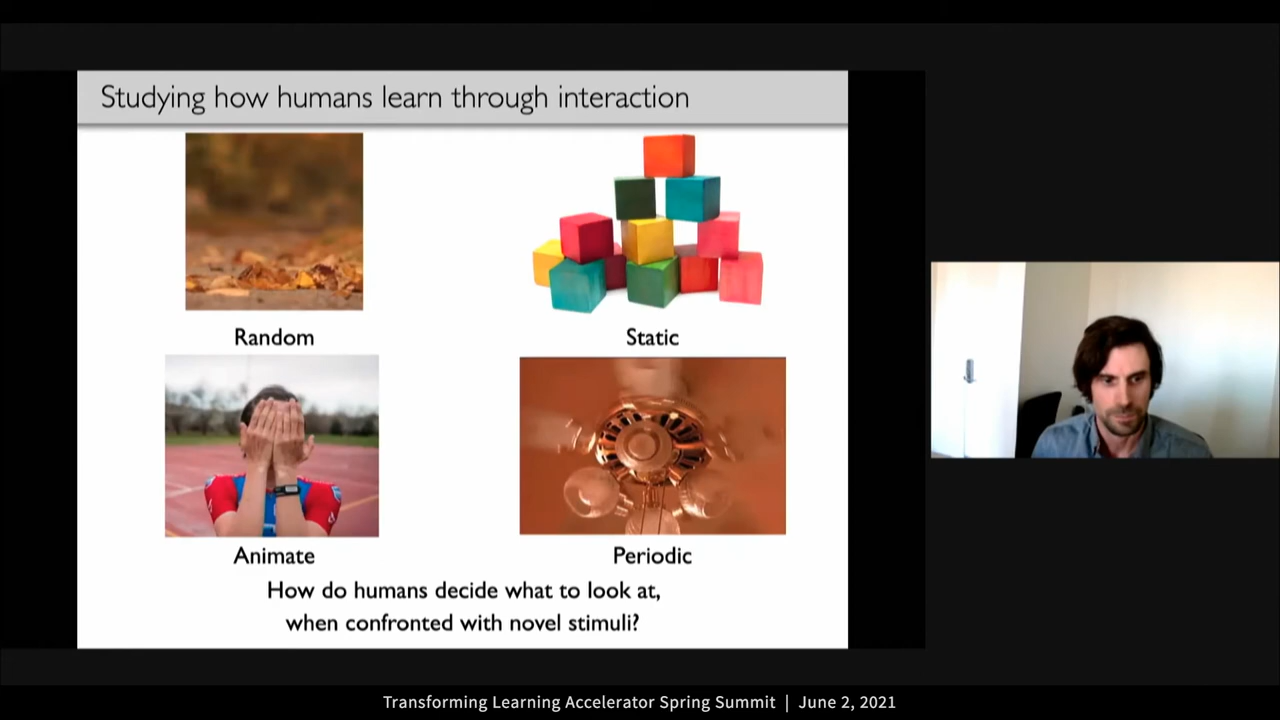 Studying how humans learn through interaction
Random
Static
Animate
Periodic
How do humans decide what to look at,
when confronted with novel stimuli?
Transforming Learning Accelerator Spring Summit | June 2, 2021